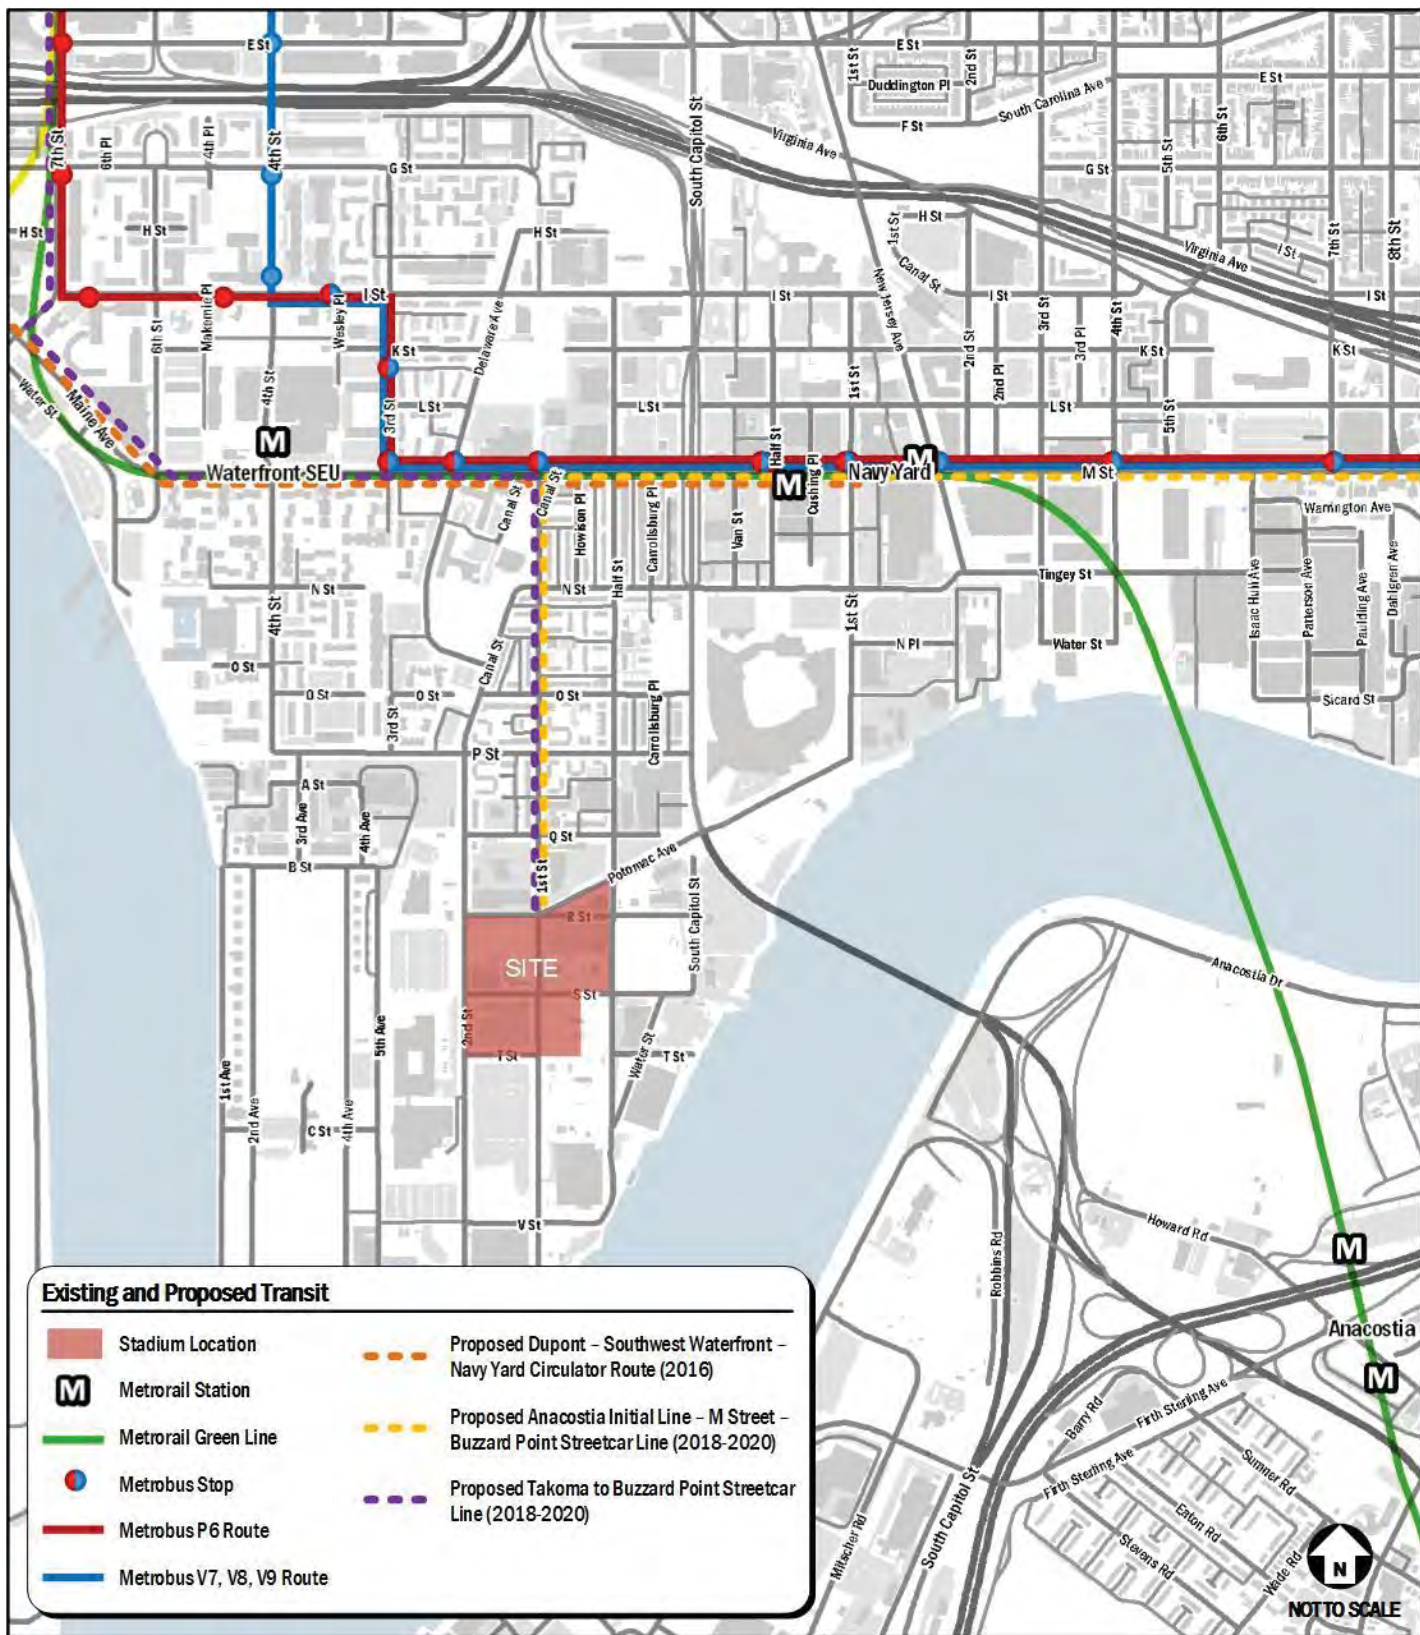 E St
E St
1st St
2nd St
Duddington Pl
E St
South Carolina Ave
F St
7th St
6th Pl
4th Pl
4th St
G St
South Capitol St
Virginia Ave
G St
5th St
6th St
H St
H St
H St
1st St
H St
Canal St
Virginia Ave
I St
7th St
8th St
I St
I St
New Jersey Ave
I St
I St
6th St
Makemie Pl
Wesley Pl
Delaware Ave
3rd St
4th St
K St
2nd St
3rd Pl
K St
K St
Water St
Maine Ave
4th St
3rd St
L St
L St
1st St
2nd Pl
L St
5th St
M
Waterfront-SEU
Half St
M
Cushing Pl
Navy Yard
M
M St
Canal St
Canal St
Howison Pl
Carrollsburg Pl
Van St
Warrington Ave
N St
4th St
N St
Half St
1st St
Tingey St
Isaac Hull Ave
Patterson Ave
Paulding Ave
Dahlgren Ave
O St
Canal St
N Pl
Water St
O St
3rd St
O St
O St
Carrollsburg Pl
Sicard St
P St
A St
3rd Ave
4th Ave
B St
Q St
1st St
Potomac Ave
R St
South Capitol St
SITE
S St
Anacostia Dr
1st Ave
2nd Ave
5th Ave
2nd St
T St
Water St
T St
C St
4th Ave
V St
Robbins Rd
Howard Rd
M
Anacostia
M
Barry Rd
Firth Sterling Ave
Firth Sterling Ave
Sumner Rd
Eaton Rd
Stevens Rd
Wade Rd
Mitscher Rd
South Capitol St
Existing and Proposed Transit
Stadium Location
M
Metrorail Station
Metrorail Green Line
Metrobus Stop
Metrobus P6 Route
Metrobus V7, V8, V9 Route
Proposed Dupont – Southwest Waterfront –
Navy Yard Circulator Route (2016)
Proposed Anacostia Initial Line – M Street –
Buzzard Point Streetcar Line (2018-2020)
Proposed Takoma to Buzzard Point Streetcar
Line (2018-2020)
N
NOT TO SCALE